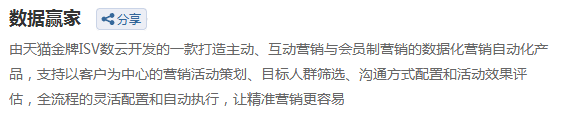 数据赢家 分享
由天猫金牌ISV数云开发的一款打造主动、互动营销与会员制营销的数据化营销自动化产
品，支持以客户为中心的营销活动策划、目标人群筛选、沟通方式配置和活动效果评
估，全流程的灵活配置和自动执行，让精准营销更容易